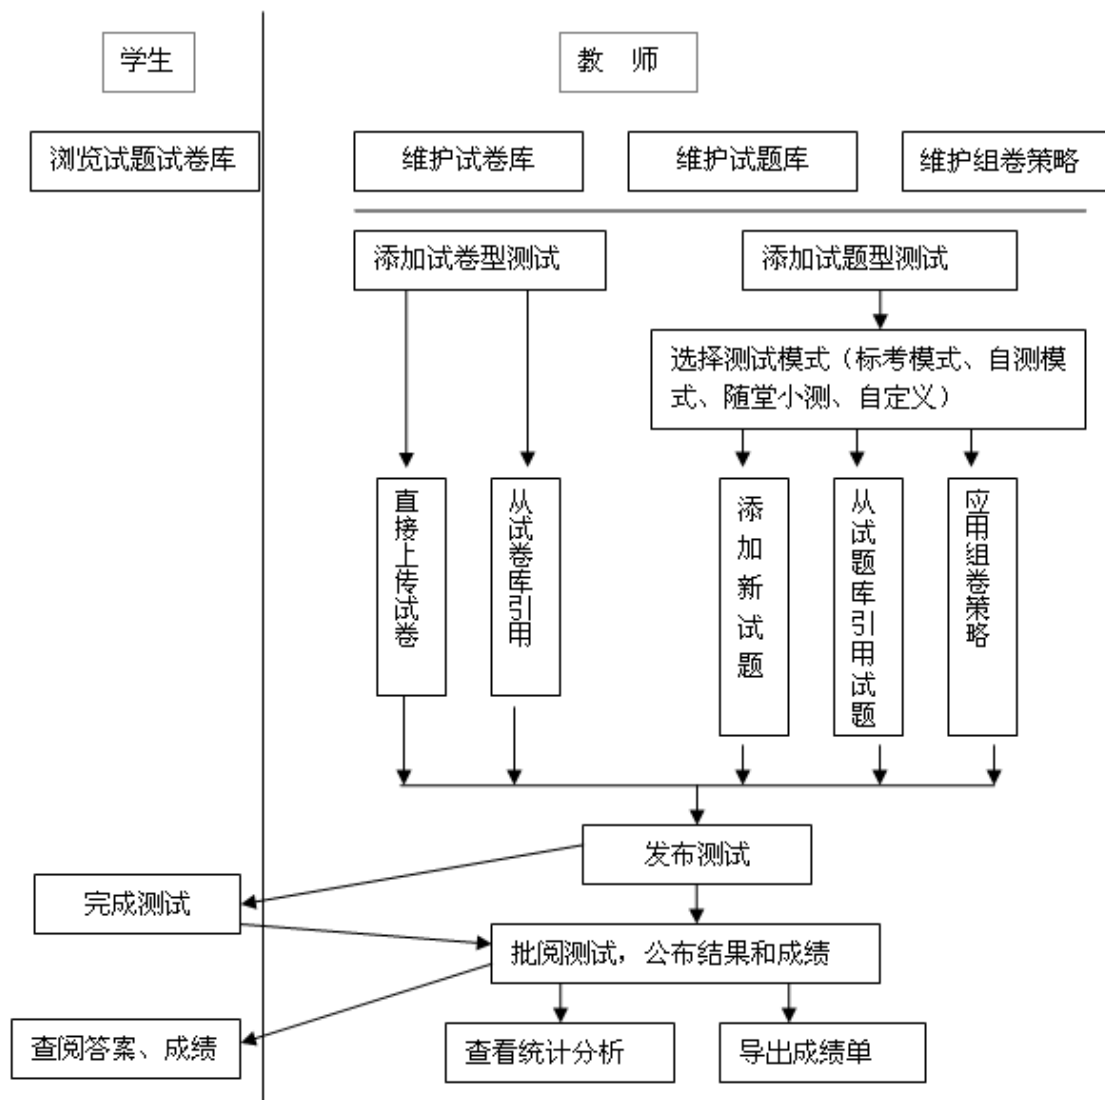 学生
教 师
浏览试题试卷库
维护试卷库
维护试题库
维护组卷策略
添加试卷型测试
添加试题型测试
选择测试模式（标考模式、自测模
式、随堂小测、自定义）
直接上传试卷
从试卷库引用
添加新试题
从试题库引用试题
应用组卷策略
发布测试
完成测试
批阅测试，公布结果和成绩
查阅答案、成绩
查看统计分析
导出成绩单